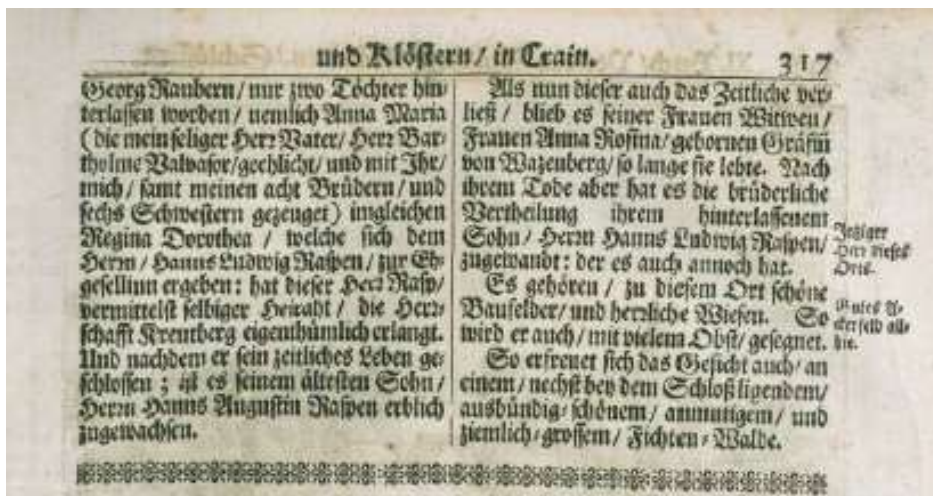 und Klöstern / in Crain. 317
Georg Raubern / nur zwo Töchter hin-
terlassen worden / nemlich Anna Maria
( die mein seliger Herr Vater / Herr Bar-
tholme Valvasor / geehlicht / und mit Ihr /
mich / samt meinen acht Brüdern / und
sechs Schwestern gezeuget ) imgleichen
Regina Dorothea / welche sich dem
Herrn / Hanns Ludwig Raspen / zur Eh-
gesellinn ergeben : hat dieser Herr Rasp /
vermittelst selbiger Heiraht / die Herr-
schafft Kreutberg eigenthümlich erlangt.
Und nachdem er sein zeitliches Leben ge-
schlossen ; ist es seinem ältesten Sohn /
Herrn Hanns Augustin Raspen erblich
zugewachsen.
Als nun dieser auch das Zeitliche ver-
ließ / blieb es seiner Frauen Witwen /
Frauen Anna Rosina / gebornen Gräfin
von Wazenberg / so lange sie lebte. Nach
ihrem Tode aber hat es die brüderliche
Vertheilung ihrem hinterlassenem
Sohn / Herrn Hanns Ludwig Raspen /
zugewandt : der es auch annoch hat.
Es gehören / zu diesem Ort schöne
Baufelder / und herrliche Wiesen. So
wird er auch / mit vielem Obst / gesegnet.
So erfreuet sich das Gesicht auch / an
einem / nechst bey dem Schloß ligendem /
ausbündig-schönem / anmutigem / und
ziemlich-grossem / Fichten-Walde.
Jetziger
Herr dieses
Orts.
Gutes A-
ckerfeld all-
hie.